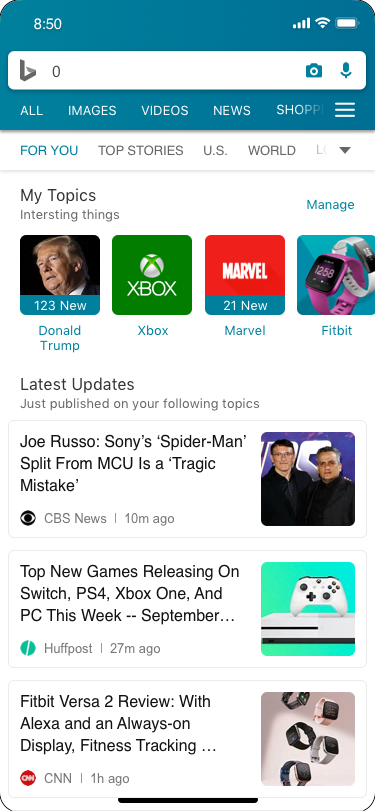 8:50
0
ALL IMAGES VIDEOS NEWS SHOPP
FOR YOU TOP STORIES U.S. WORLD LO
My Topics
Intersting things
Manage
XBOX
MARVEL
12:58
123 New
21 New
Donald
Trump
Xbox
Marvel
Fitbit
Latest Updates
Just published on your following topics
Joe Russo: Sony’s ‘Spider-Man’
Split From MCU Is a ‘Tragic
Mistake’
CBS News | 10m ago
Top New Games Releasing On
Switch, PS4, Xbox One, And
PC This Week -- September…
Huffpost | 27m ago
Fitbit Versa 2 Review: With
Alexa and an Always-on
Display, Fitness Tracking …
CNN
CNN | 1h ago